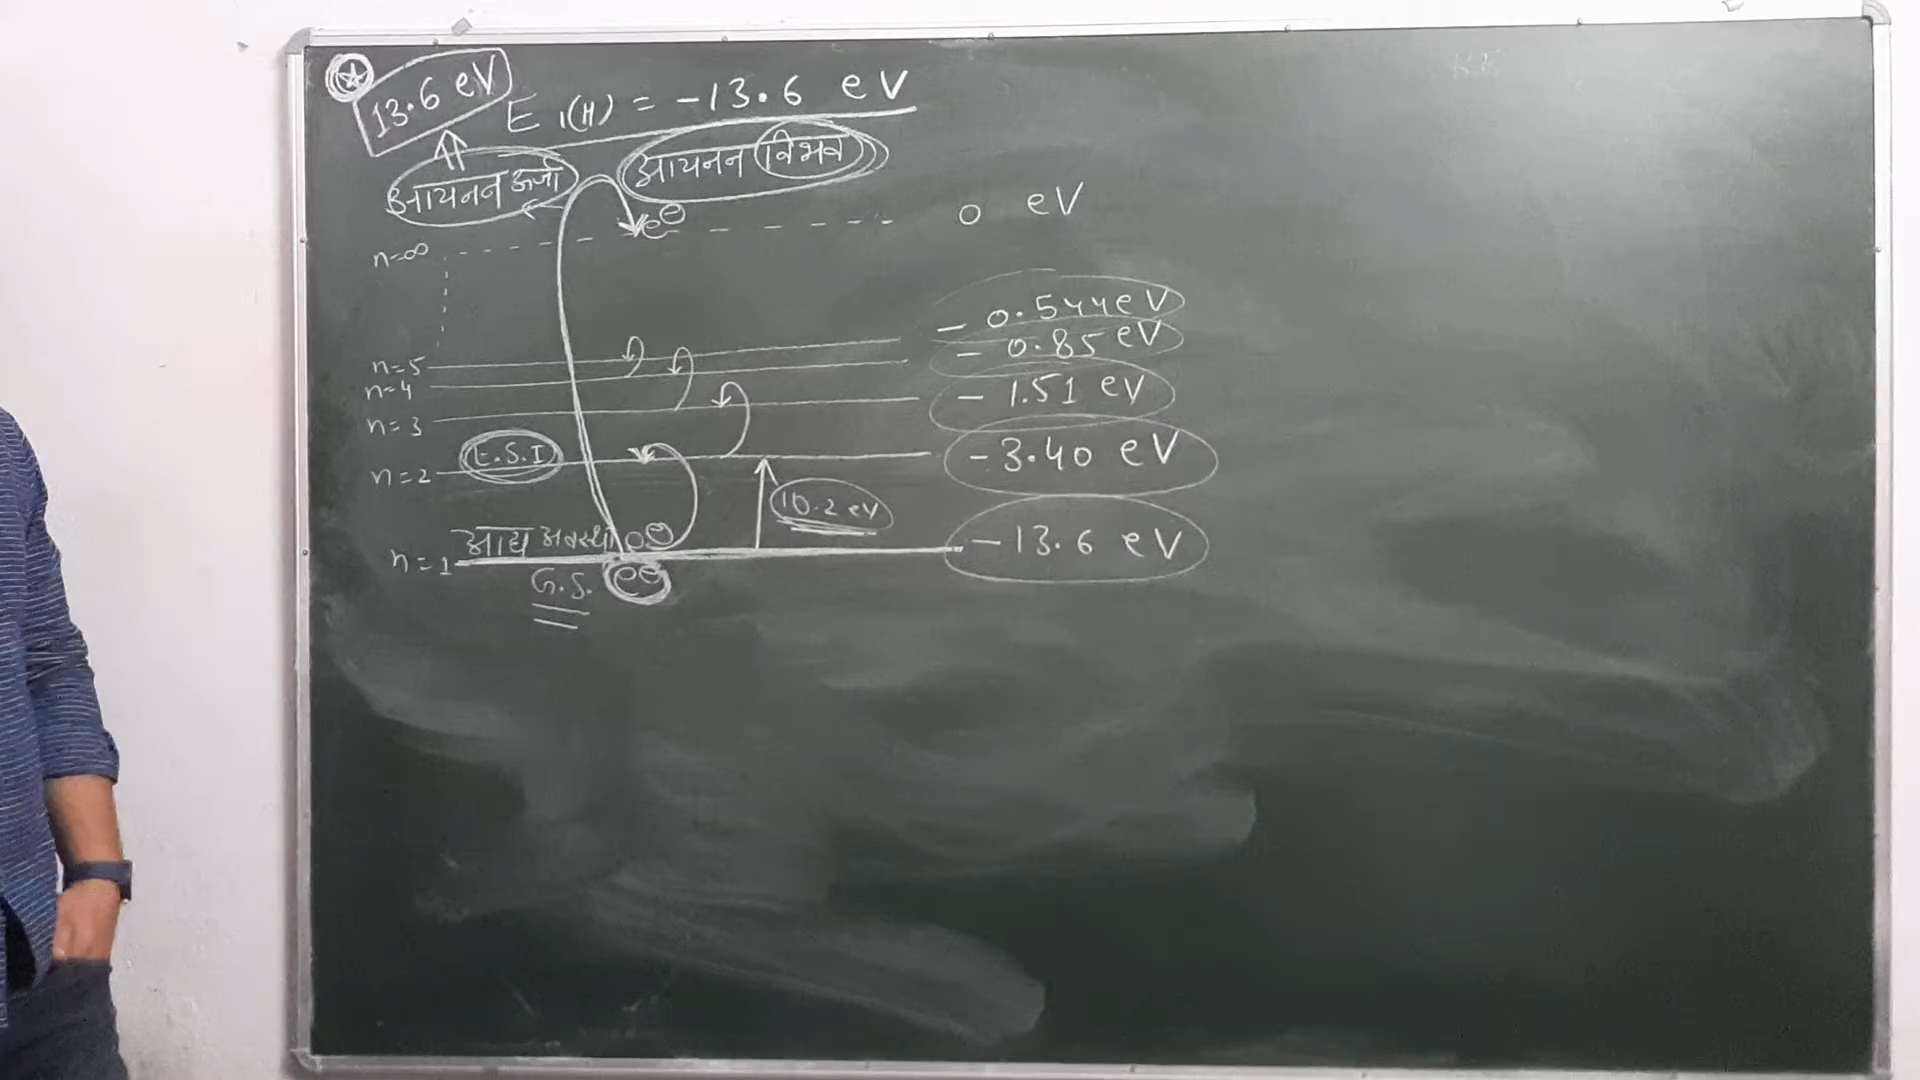 13.6 eV
E1(H) = -13.6 eV
आयनन ऊर्जा आयनन विभव
e⊖
n=∞ 0 eV
- 0.544 eV
n=5
- 0.85 eV
n=4
n=3 - 1.51 eV
n=2 E.S.I - 3.40 eV
10.2 eV
आद्य अवस्था e⊖
n=1 - 13.6 eV
G.S. e⊖
KE